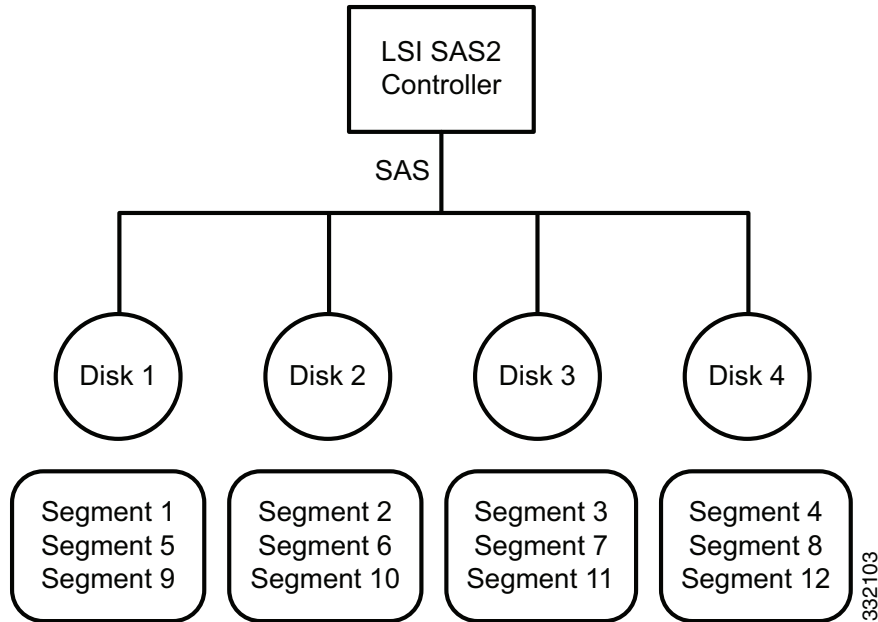 LSI SAS2
Controller
SAS
Disk 1
Disk 2
Disk 3
Disk 4
Segment 1
Segment 5
Segment 9
Segment 2
Segment 6
Segment 10
Segment 3
Segment 7
Segment 11
Segment 4
Segment 8
Segment 12
332103